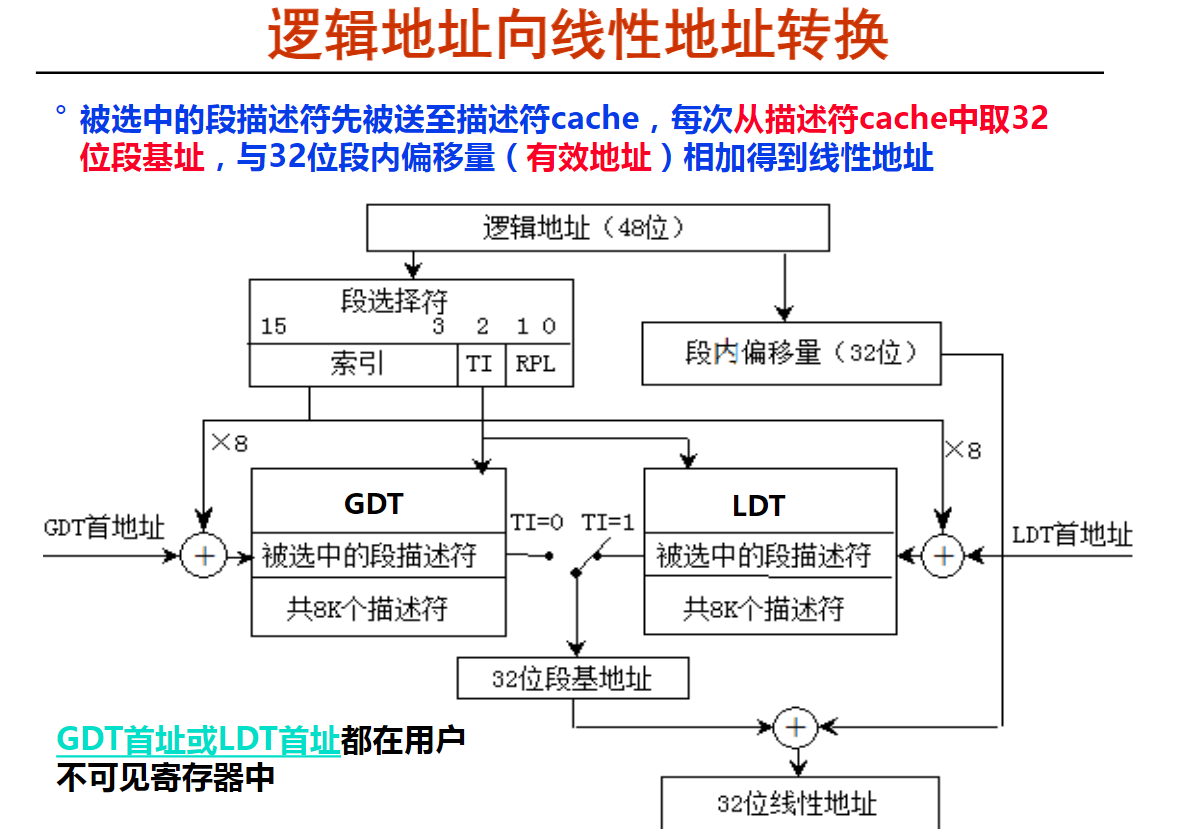 逻辑地址向线性地址转换
° 被选中的段描述符先被送至描述符cache，每次从描述符cache中取32
位段基址，与32位段内偏移量（有效地址）相加得到线性地址
逻辑地址（48位）
段选择符
15 3 2 1 0
索引 TI RPL
段内偏移量（32位）
×8
×8
GDT
LDT
GDT首地址
TI=0 TI=1
LDT首地址
+
被选中的段描述符
被选中的段描述符
+
共8K个描述符
共8K个描述符
32位段基地址
+
GDT首址或LDT首址都在用户
不可见寄存器中
32位线性地址